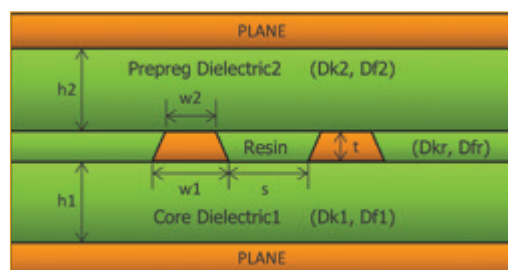 PLANE
Prepreg Dielectric2 (Dk2, Df2)
h2
w2
Resin
t
(Dkr, Dfr)
w1
s
h1
Core Dielectric1 (Dk1, Df1)
PLANE